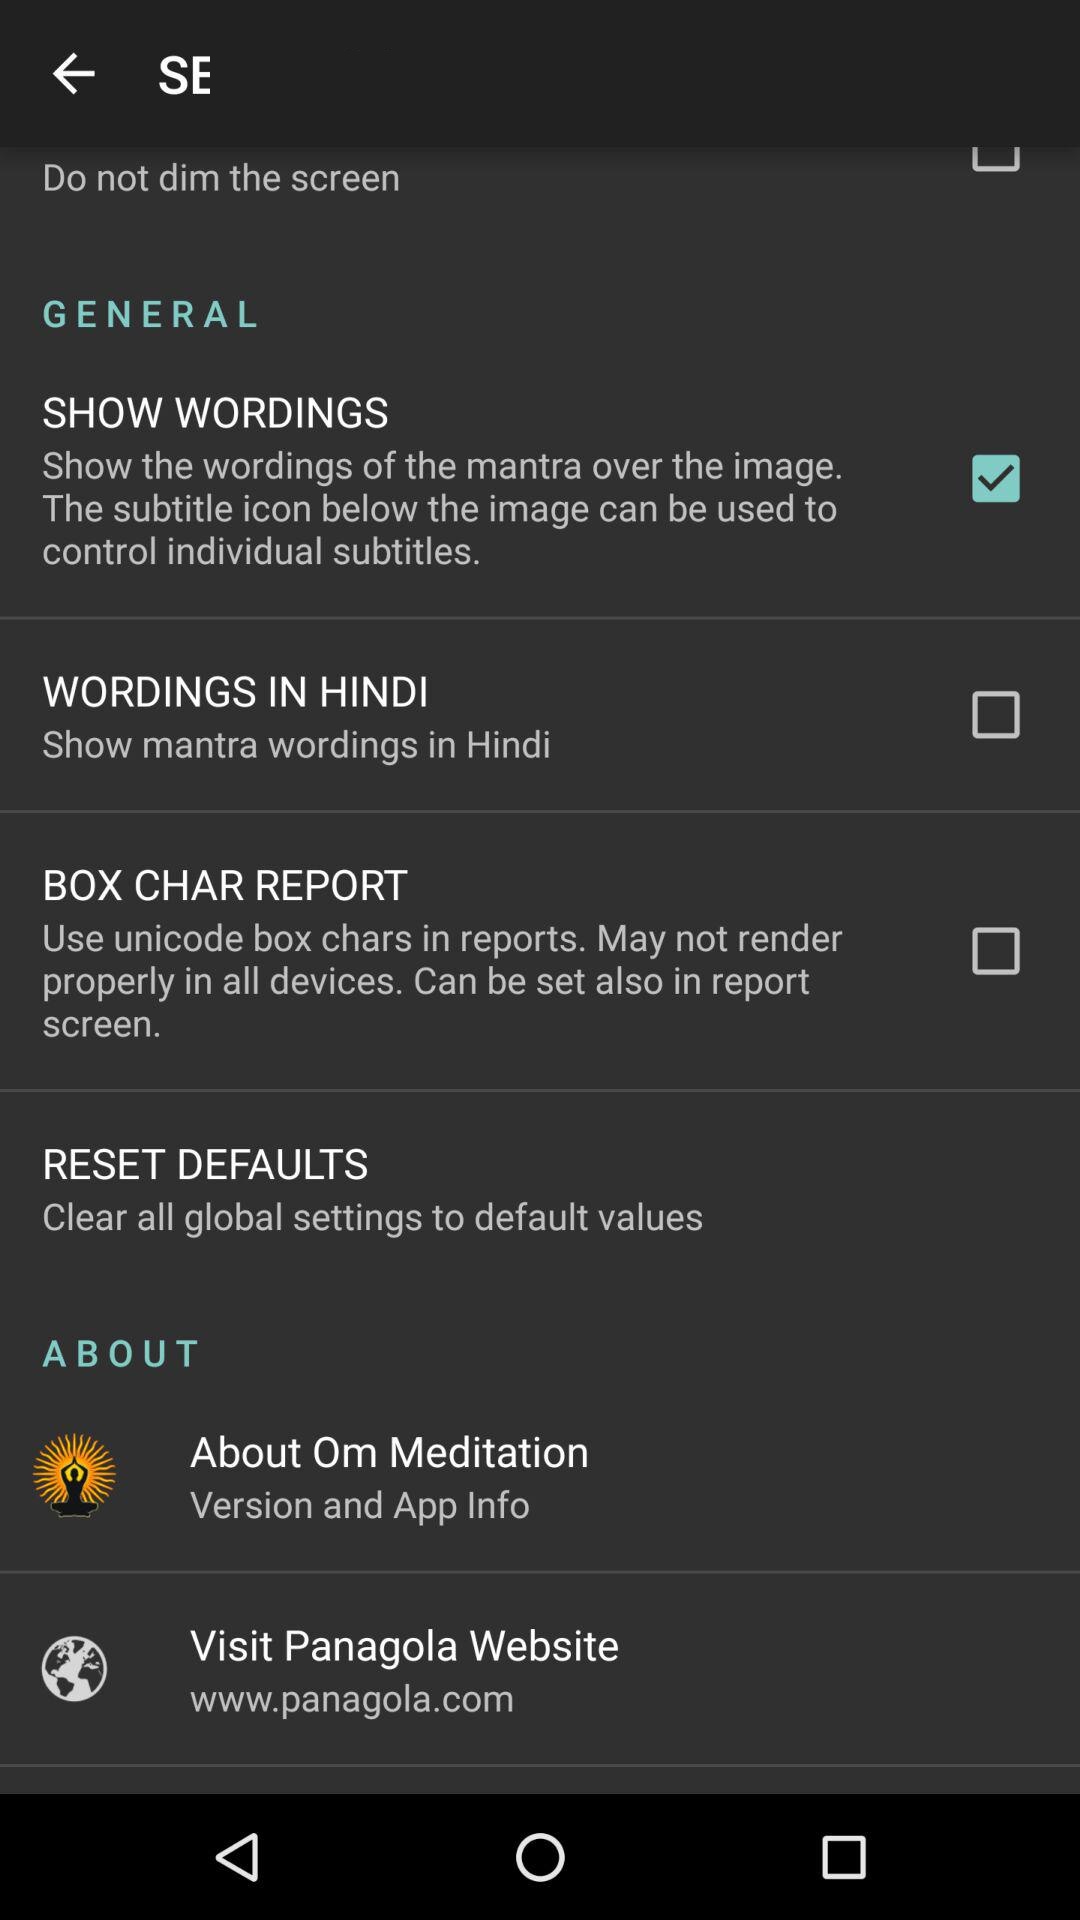 SE
Do not dim the screen
GENERAL
SHOW WORDINGS
Show the wordings of the mantra over the image.
The subtitle icon below the image can be used to
control individual subtitles.
WORDINGS IN HINDI
Show mantra wordings in Hindi
BOX CHAR REPORT
Use unicode box chars in reports. May not render
properly in all devices. Can be set also in report
screen.
RESET DEFAULTS
Clear all global settings to default values
ABOUT
About Om Meditation
Version and App Info
Visit Panagola Website
www.panagola.com